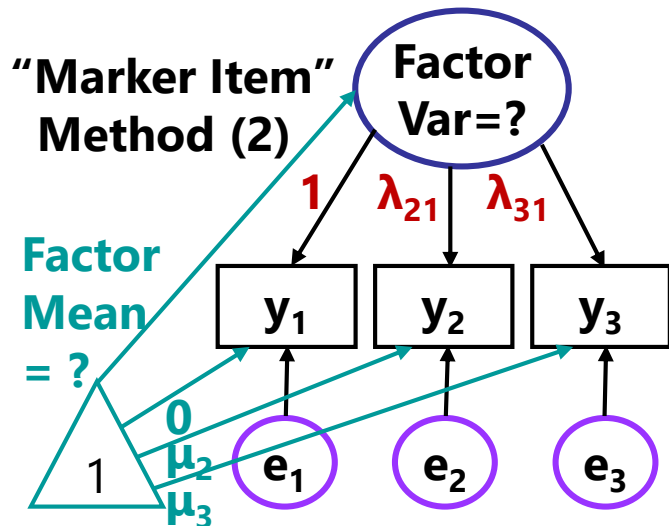 “Marker Item”
Method (2)
Factor
Var=?
1
λ₂₁
λ₃₁
Factor
Mean
= ?
y₁
y₂
y₃
0
μ₂
μ₃
1
e₁
e₂
e₃